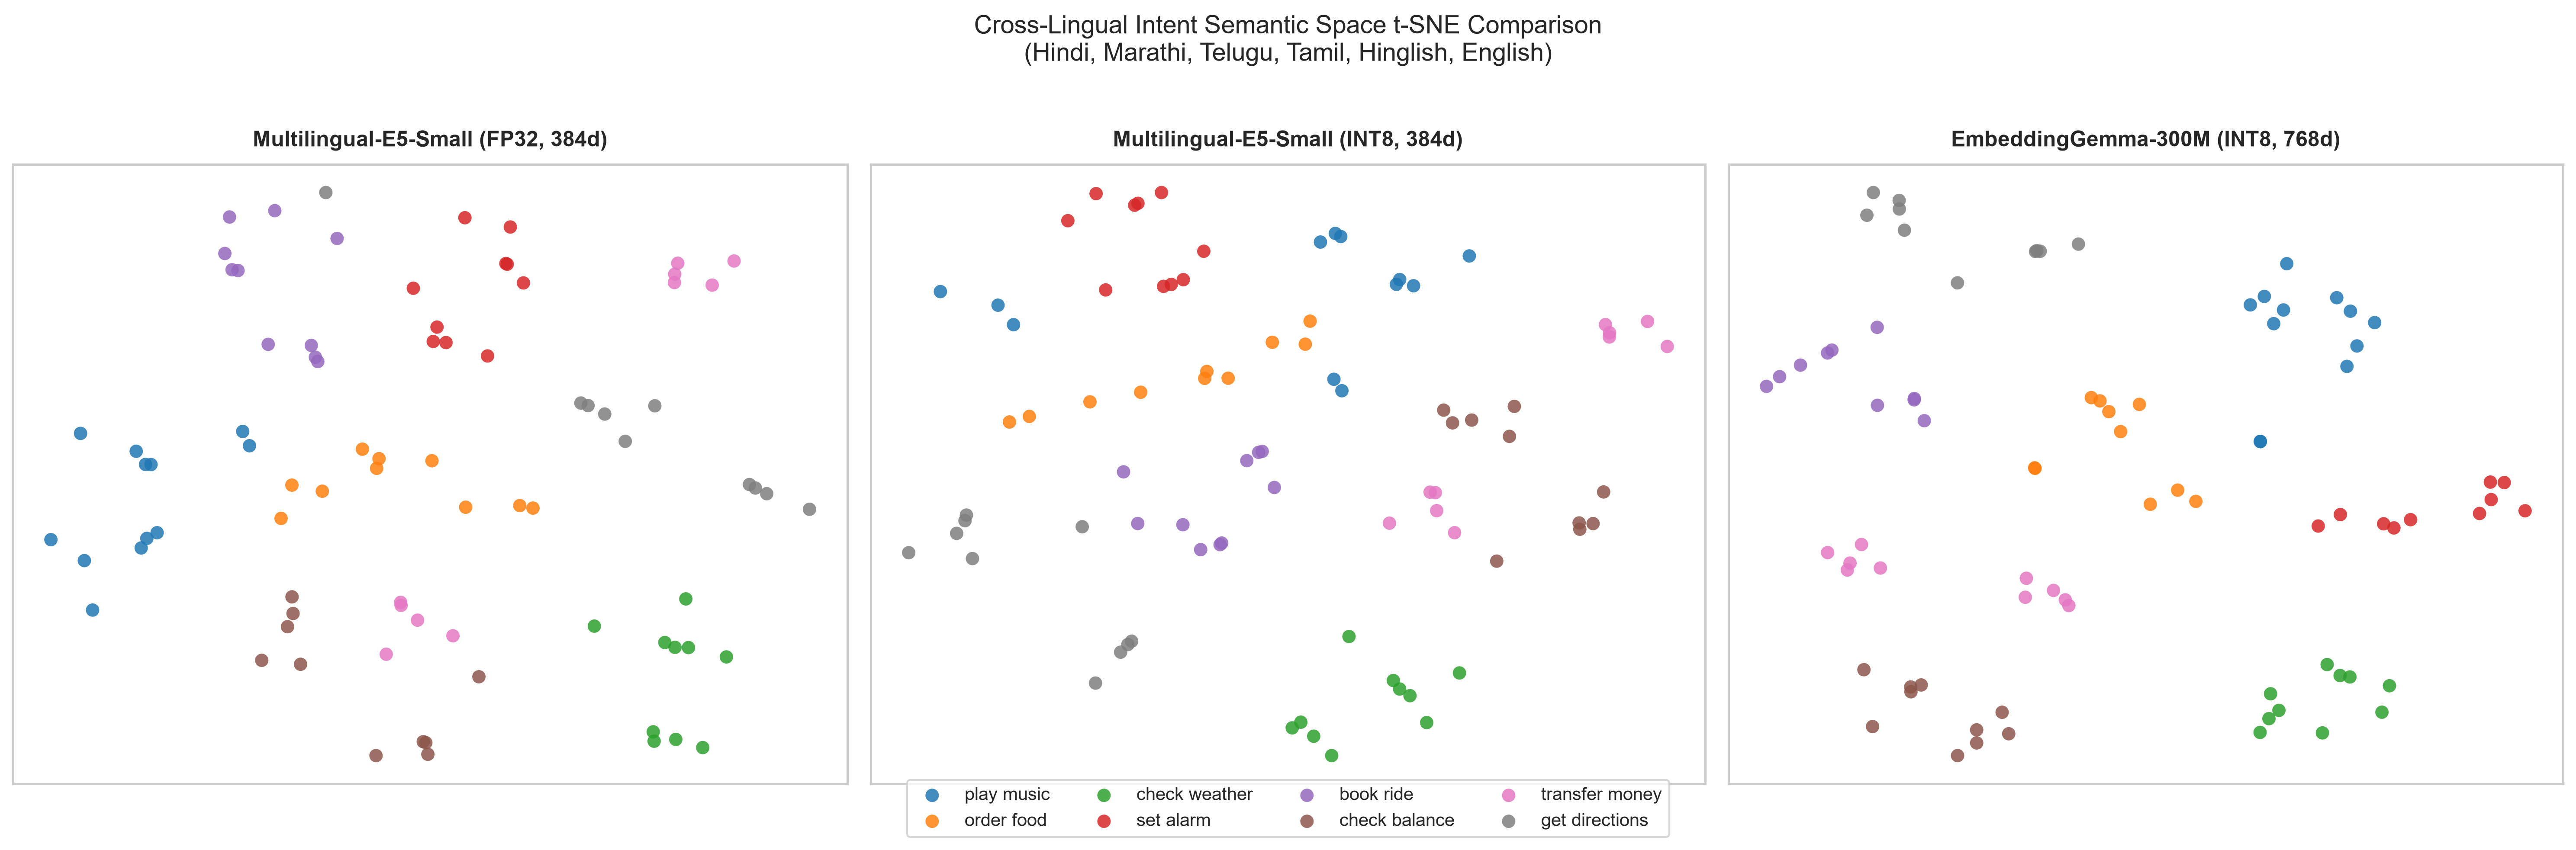 Cross-Lingual Intent Semantic Space t-SNE Comparison
(Hindi, Marathi, Telugu, Tamil, Hinglish, English)
Multilingual-E5-Small (FP32, 384d)
Multilingual-E5-Small (INT8, 384d)
EmbeddingGemma-300M (INT8, 768d)
play music
order food
check weather
set alarm
book ride
check balance
transfer money
get directions